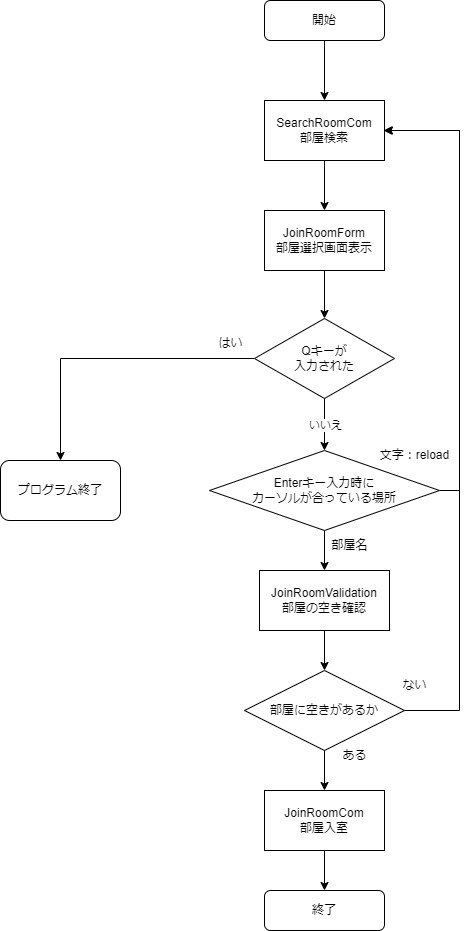 開始
SearchRoomCom
部屋検索
JoinRoomForm
部屋選択画面表示
Qキーが
入力された
はい
いいえ
プログラム終了
文字：reload
Enterキー入力時に
カーソルが合っている場所
部屋名
JoinRoomValidation
部屋の空き確認
部屋に空きがあるか
ない
ある
JoinRoomCom
部屋入室
終了